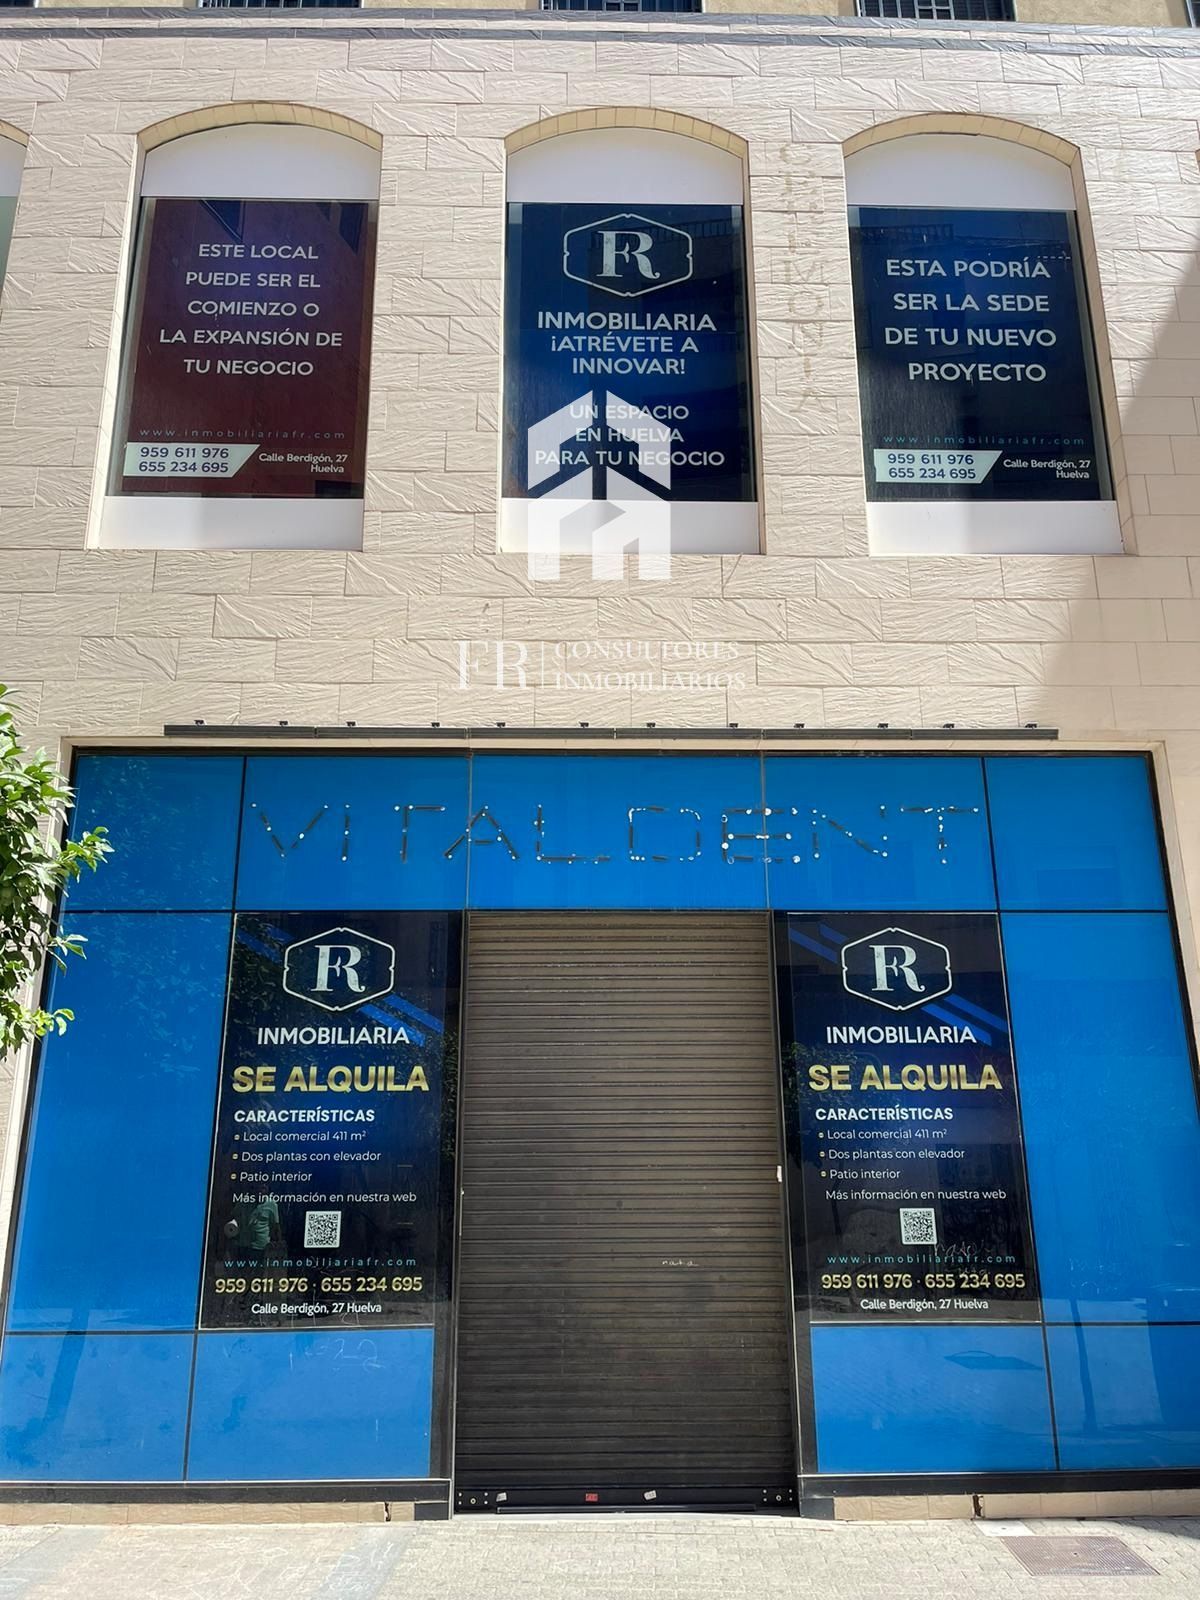 ESTE LOCAL
PUEDE SER EL
COMIENZO O
LA EXPANSIÓN DE
TU NEGOCIO
www.inmobiliariafr.com
959 611 976
655 234 695
Calle Berdigón, 27
Huelva
FR
INMOBILIARIA
¡ATRÉVETE A
INNOVAR!
UN ESPACIO
EN HUELVA
PARA TU NEGOCIO
ESTA PODRÍA
SER LA SEDE
DE TU NUEVO
PROYECTO
www.inmobiliariafr.com
959 611 976
655 234 695
Calle Berdigón, 27
Huelva
FR CONSULTORES
INMOBILIARIOS
VITALDENT
FR
INMOBILIARIA
SE ALQUILA
CARACTERÍSTICAS
Local comercial 411 m²
Dos plantas con elevador
Patio interior
Más información en nuestra web
www.inmobiliariafr.com
959 611 976 · 655 234 695
Calle Berdigón, 27 Huelva
FR
INMOBILIARIA
SE ALQUILA
CARACTERÍSTICAS
Local comercial 411 m²
Dos plantas con elevador
Patio interior
Más información en nuestra web
www.inmobiliariafr.com
959 611 976 · 655 234 695
Calle Berdigón, 27 Huelva